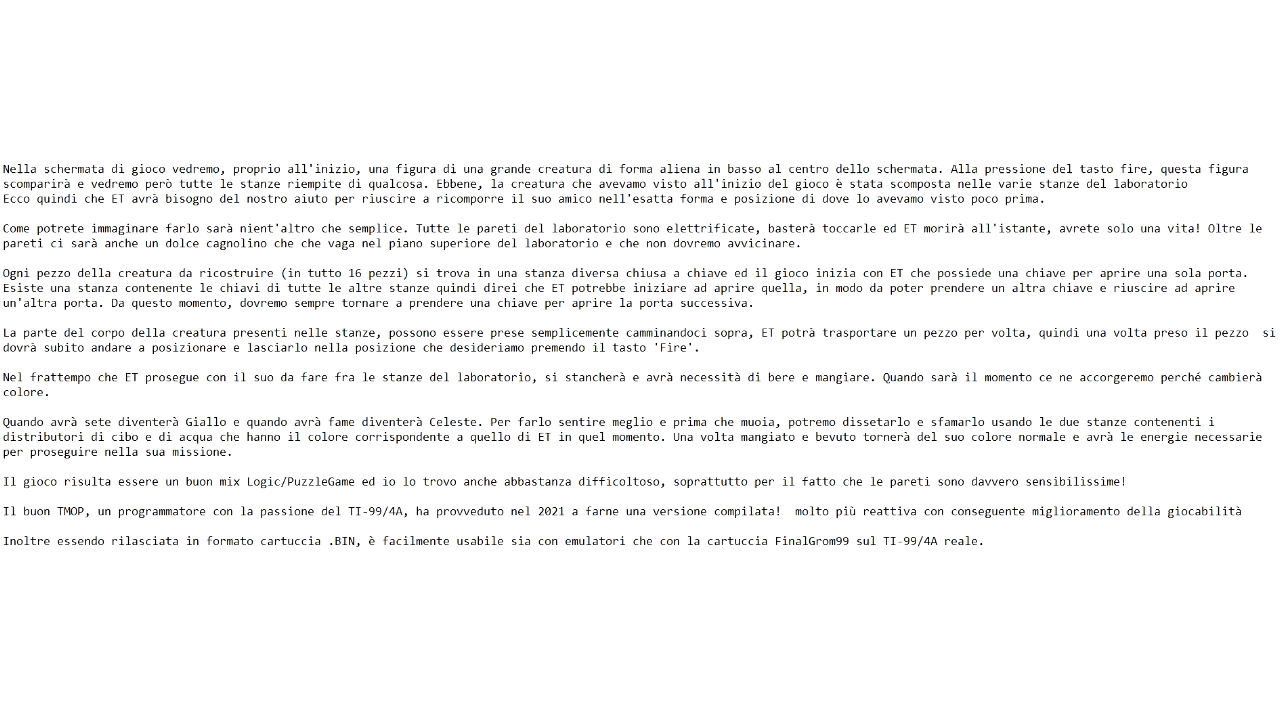 Nella schermata di gioco vedremo, proprio all'inizio, una figura di una grande creatura di forma aliena in basso al centro dello schermata. Alla pressione del tasto fire, questa figura
scomparirà e vedremo però tutte le stanze riempite di qualcosa. Ebbene, la creatura che avevamo visto all'inizio del gioco è stata scomposta nelle varie stanze del laboratorio
Ecco quindi che ET avrà bisogno del nostro aiuto per riuscire a ricomporre il suo amico nell'esatta forma e posizione di dove lo avevamo visto poco prima.
Come potrete immaginare farlo sarà nient'altro che semplice. Tutte le pareti del laboratorio sono elettrificate, basterà toccarle ed ET morirà all'istante, avrete solo una vita! Oltre le
pareti ci sarà anche un dolce cagnolino che che vaga nel piano superiore del laboratorio e che non dovremo avvicinare.
Ogni pezzo della creatura da ricostruire (in tutto 16 pezzi) si trova in una stanza diversa chiusa a chiave ed il gioco inizia con ET che possiede una chiave per aprire una sola porta.
Esiste una stanza contenente le chiavi di tutte le altre stanze quindi direi che ET potrebbe iniziare ad aprire quella, in modo da poter prendere un altra chiave e riuscire ad aprire
un'altra porta. Da questo momento, dovremo sempre tornare a prendere una chiave per aprire la porta successiva.
La parte del corpo della creatura presenti nelle stanze, possono essere prese semplicemente camminandoci sopra, ET potrà trasportare un pezzo per volta, quindi una volta preso il pezzo  si
dovrà subito andare a posizionare e lasciarlo nella posizione che desideriamo premendo il tasto 'Fire'.
Nel frattempo che ET prosegue con il suo da fare fra le stanze del laboratorio, si stancherà e avrà necessità di bere e mangiare. Quando sarà il momento ce ne accorgeremo perché cambierà
colore.
Quando avrà sete diventerà Giallo e quando avrà fame diventerà Celeste. Per farlo sentire meglio e prima che muoia, potremo dissetarlo e sfamarlo usando le due stanze contenenti i
distributori di cibo e di acqua che hanno il colore corrispondente a quello di ET in quel momento. Una volta mangiato e bevuto tornerà del suo colore normale e avrà le energie necessarie
per proseguire nella sua missione.
Il gioco risulta essere un buon mix Logic/PuzzleGame ed io lo trovo anche abbastanza difficoltoso, soprattutto per il fatto che le pareti sono davvero sensibilissime!
Il buon TMOP, un programmatore con la passione del TI-99/4A, ha provveduto nel 2021 a farne una versione compilata!  molto più reattiva con conseguente miglioramento della giocabilità
Inoltre essendo rilasciata in formato cartuccia .BIN, è facilmente usabile sia con emulatori che con la cartuccia FinalGrom99 sul TI-99/4A reale.